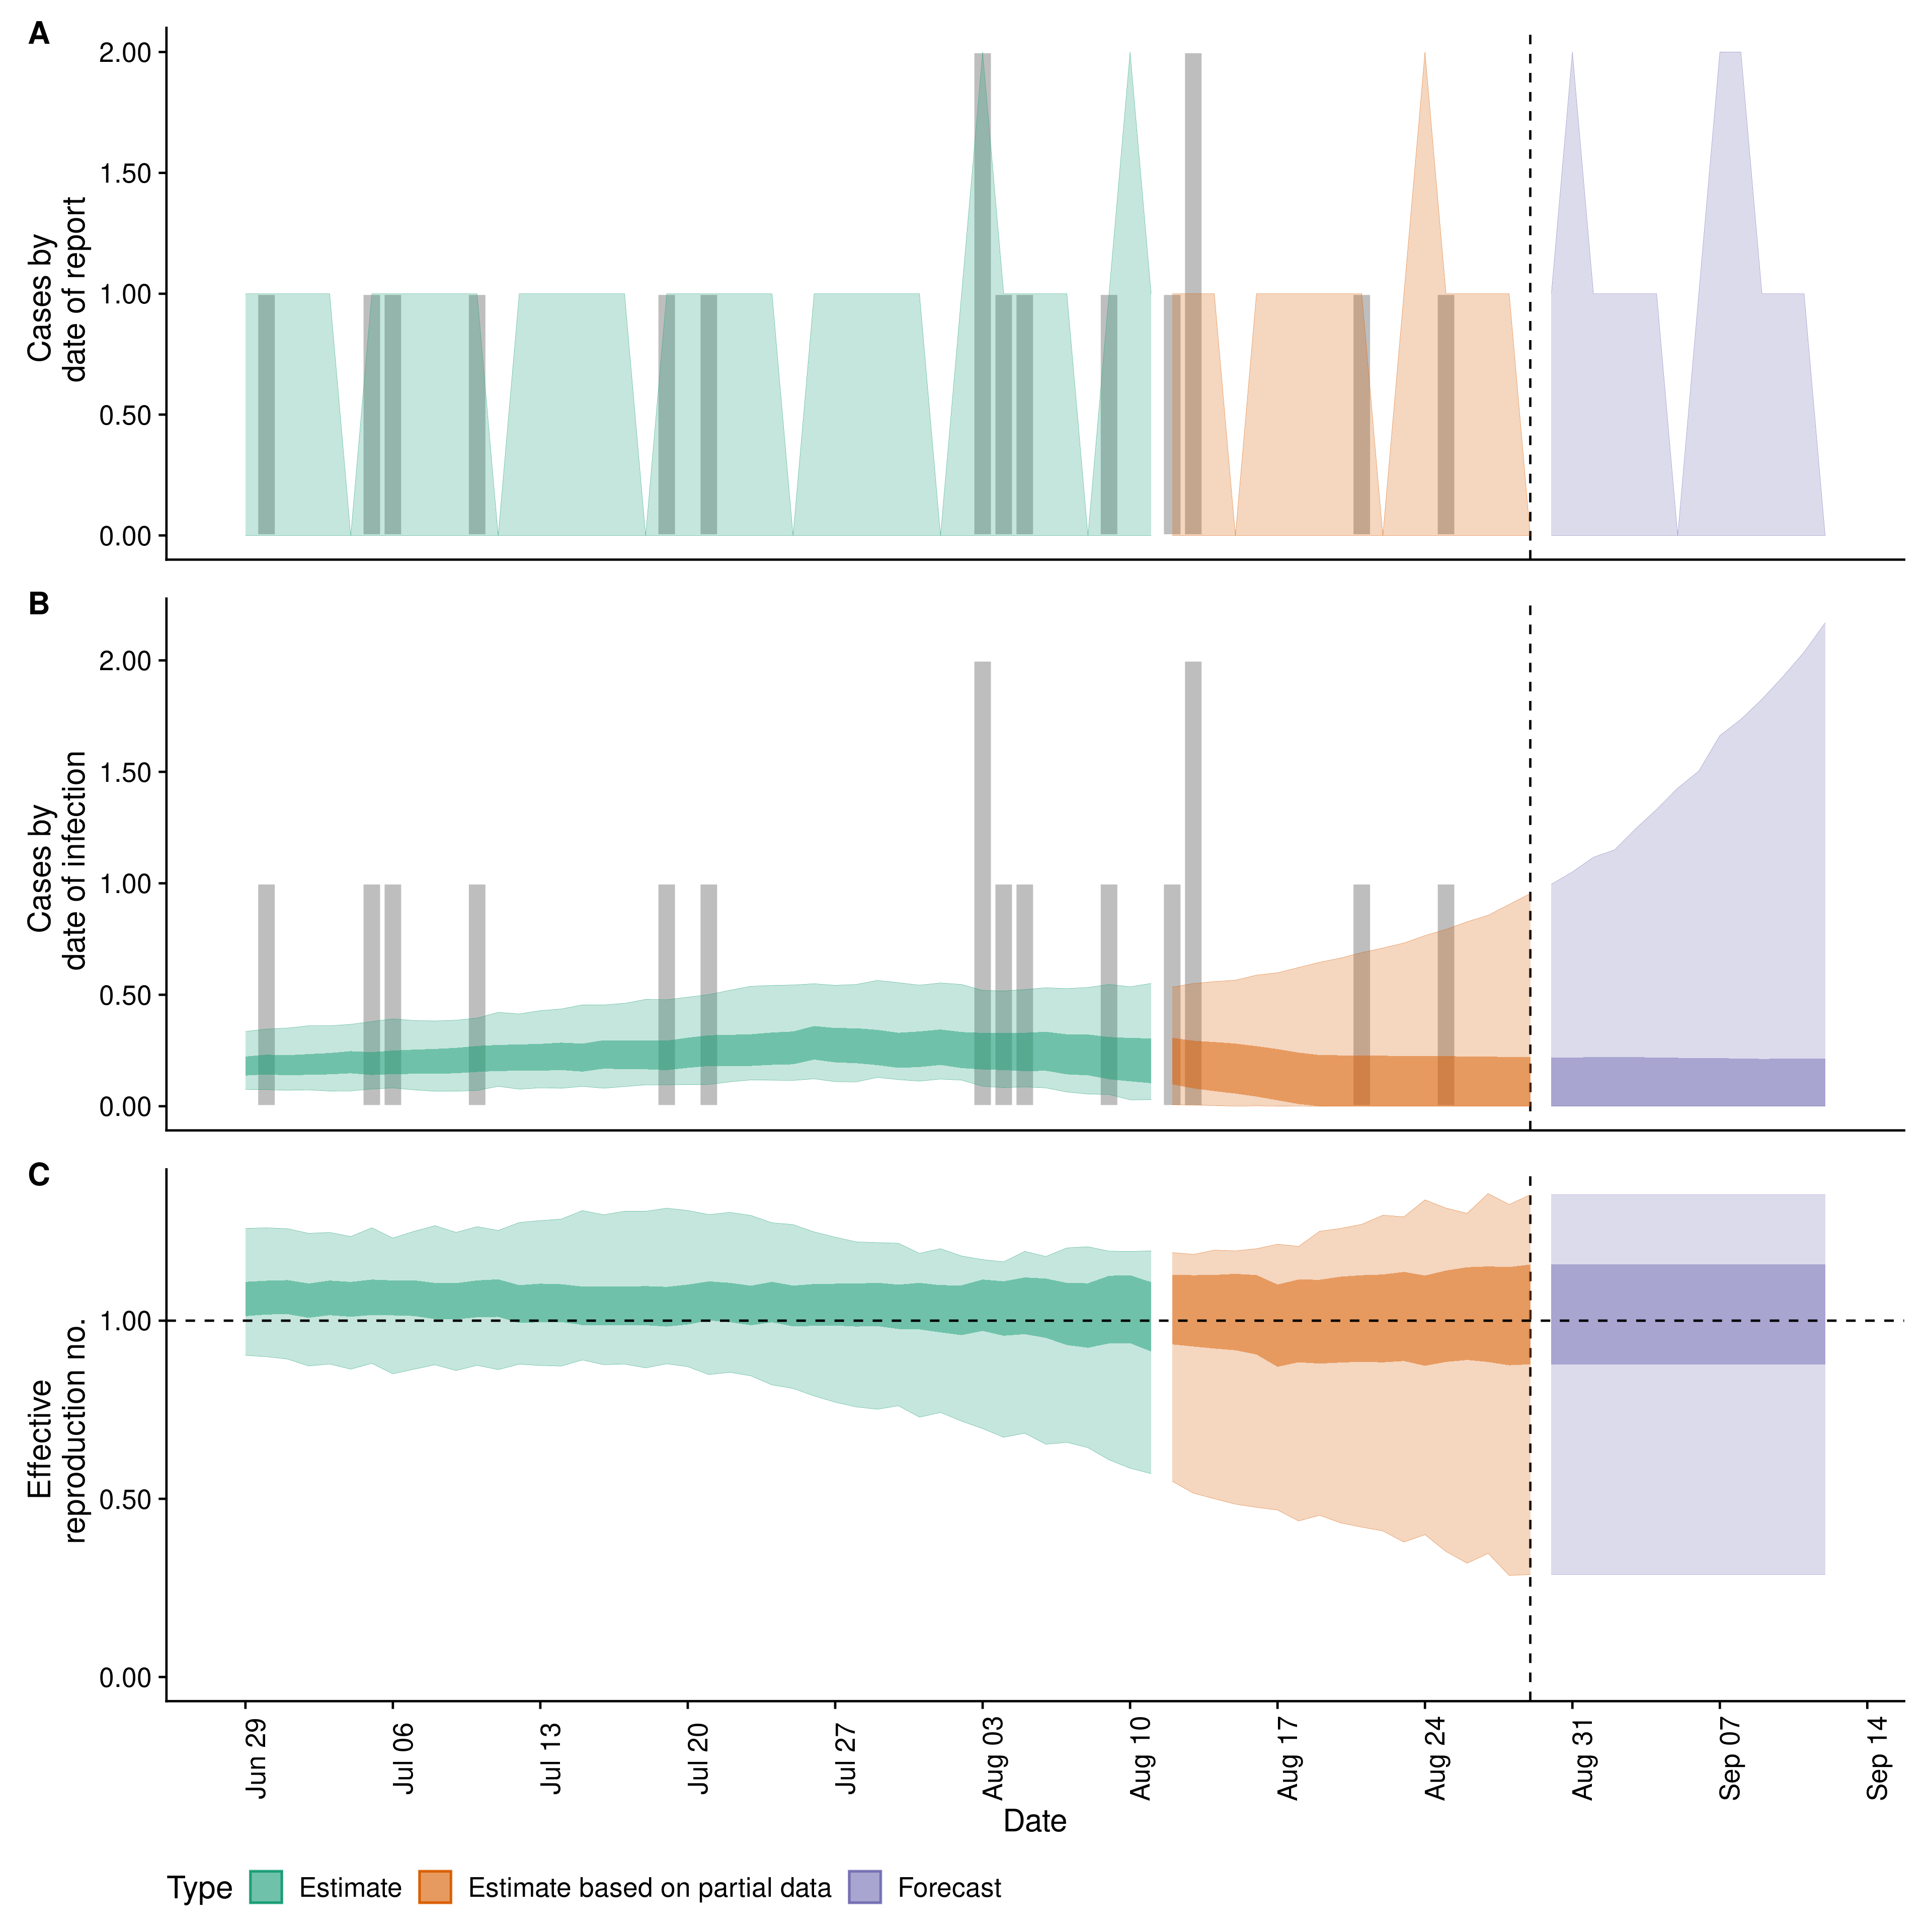 A
Cases by
date of report
2.00
1.50
1.00
0.50
0.00
B
Cases by
date of infection
2.00
1.50
1.00
0.50
0.00
C
Effective
reproduction no.
1.00
0.50
0.00
Jun 29
Jul 06
Jul 13
Jul 20
Jul 27
Aug 03
Aug 10
Aug 17
Aug 24
Aug 31
Sep 07
Sep 14
Date
Type
Estimate
Estimate based on partial data
Forecast